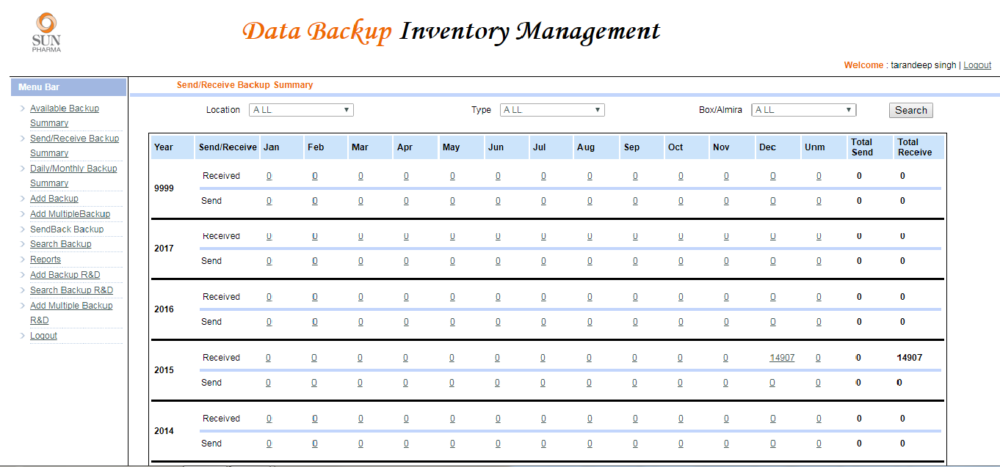 SUN
PHARMA
Data Backup Inventory Management
Welcome : tarandeep singh | Logout
Menu Bar
Available Backup
Summary
Send/Receive Backup
Summary
Daily/Monthly Backup
Summary
Add Backup
Add MultipleBackup
SendBack Backup
Search Backup
Reports
Add Backup R&D
Search Backup R&D
Add Multiple Backup
R&D
Logout
Send/Receive Backup Summary
Location A LL Type A LL Box/Almira A LL Search
Year Send/Receive Jan Feb Mar Apr May Jun Jul Aug Sep Oct Nov Dec Unm Total Send Total Receive
9999
Received 0 0 0 0 0 0 0 0 0 0 0 0 0 0 0
Send 0 0 0 0 0 0 0 0 0 0 0 0 0 0 0
2017
Received 0 0 0 0 0 0 0 0 0 0 0 0 0 0 0
Send 0 0 0 0 0 0 0 0 0 0 0 0 0 0 0
2016
Received 0 0 0 0 0 0 0 0 0 0 0 0 0 0 0
Send 0 0 0 0 0 0 0 0 0 0 0 0 0 0 0
2015
Received 0 0 0 0 0 0 0 0 0 0 0 14907 0 0 14907
Send 0 0 0 0 0 0 0 0 0 0 0 0 0 0 0
2014
Received 0 0 0 0 0 0 0 0 0 0 0 0 0 0 0
Send 0 0 0 0 0 0 0 0 0 0 0 0 0 0 0